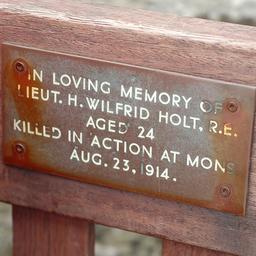 IN LOVING MEMORY OF
LIEUT. H. WILFRID HOLT, R.E.
AGED 24
KILLED IN ACTION AT MONS
AUG. 23, 1914.